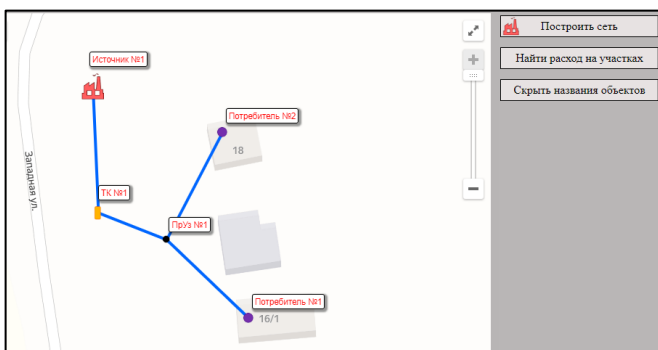 Источник №1
Построить сеть
Найти расход на участках
Скрыть названия объектов
Потребитель №2
18
Западная ул.
ТК №1
ПрУз №1
Потребитель №1
16/1